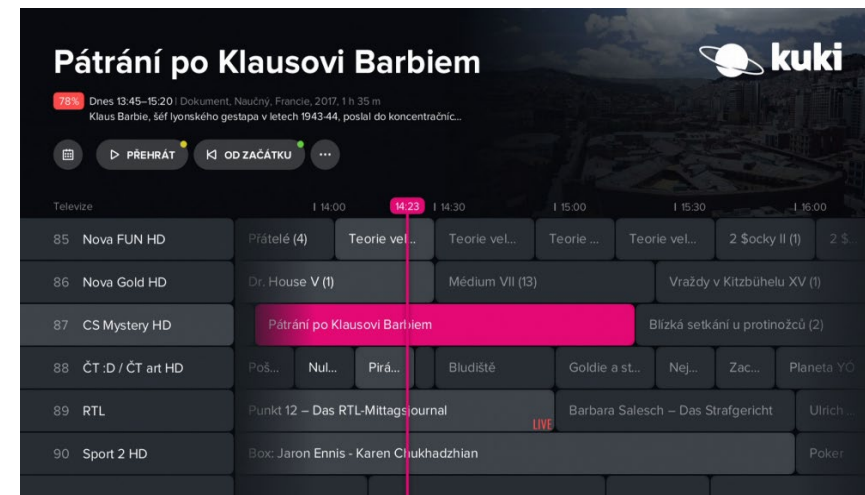 Pátrání po Klausovi Barbiem
kuki
78% Dnes 13:45–15:20 | Dokument, Naučný, Francie, 2017, 1 h 35 m
Klaus Barbie, šéf lyonského gestapa v letech 1943-44, poslal do koncentračníc...
PŘEHRÁT OD ZAČÁTKU ...
Televize 14:00 14:23 14:30 15:00 15:30 16:00
85 Nova FUN HD Přátelé (4) Teorie vel... Teorie vel... Teorie ... Teorie vel... 2 $ocky II (1) 2 $..
86 Nova Gold HD Dr. House V (1) Médium VII (13) Vraždy v Kitzbühelu XV (1)
87 CS Mystery HD Pátrání po Klausovi Barbiem Blízká setkání u protinožců (2)
88 ČT :D / ČT art HD Poš... Nul... Pirá... Bludiště Goldie a st... Nej... Zac... Planeta YÓ
89 RTL Punkt 12 – Das RTL-Mittagsjournal LIVE Barbara Salesch – Das Strafgericht Ulrich ...
90 Sport 2 HD Box: Jaron Ennis - Karen Chukhadzhian Poker